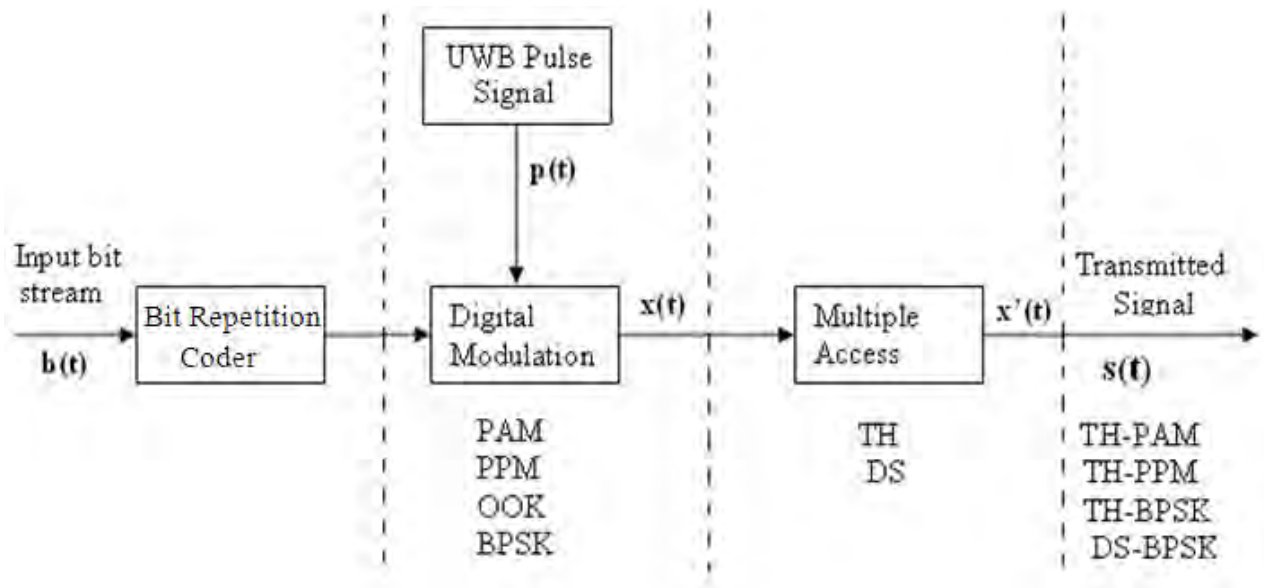 UWB Pulse
Signal
p(t)
Input bit
stream
b(t)
Bit Repetition
Coder
Digital
Modulation
x(t)
Multiple
Access
x'(t)
Transmitted
Signal
s(t)
PAM
PPM
OOK
BPSK
TH
DS
TH-PAM
TH-PPM
TH-BPSK
DS-BPSK